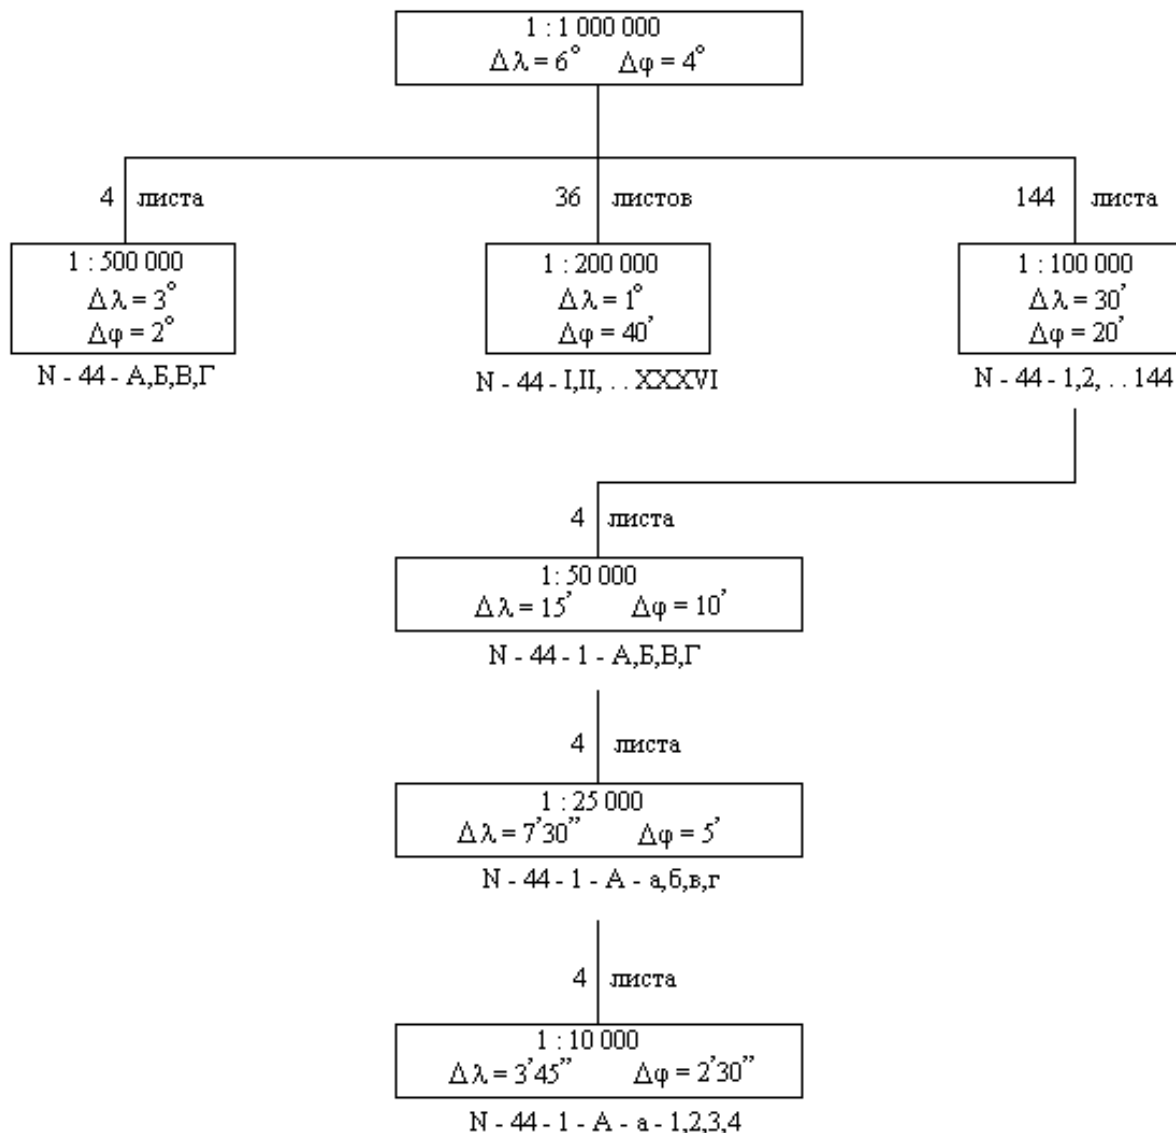 1 : 1 000 000
Δλ = 6° Δφ = 4°
4 листа
36 листов
144 листа
1 : 500 000
Δλ = 3°
Δφ = 2°
N - 44 - А,Б,В,Г
1 : 200 000
Δλ = 1°
Δφ = 40’
N - 44 - I,II, . . XXXVI
1 : 100 000
Δλ = 30’
Δφ = 20’
N - 44 - 1,2, . . 144
4 листа
1 : 50 000
Δλ = 15’ Δφ = 10’
N - 44 - 1 - А,Б,В,Г
4 листа
1 : 25 000
Δλ = 7’30” Δφ = 5’
N - 44 - 1 - А - а,б,в,г
4 листа
1 : 10 000
Δλ = 3’45” Δφ = 2’30”
N - 44 - 1 - А - а - 1,2,3,4